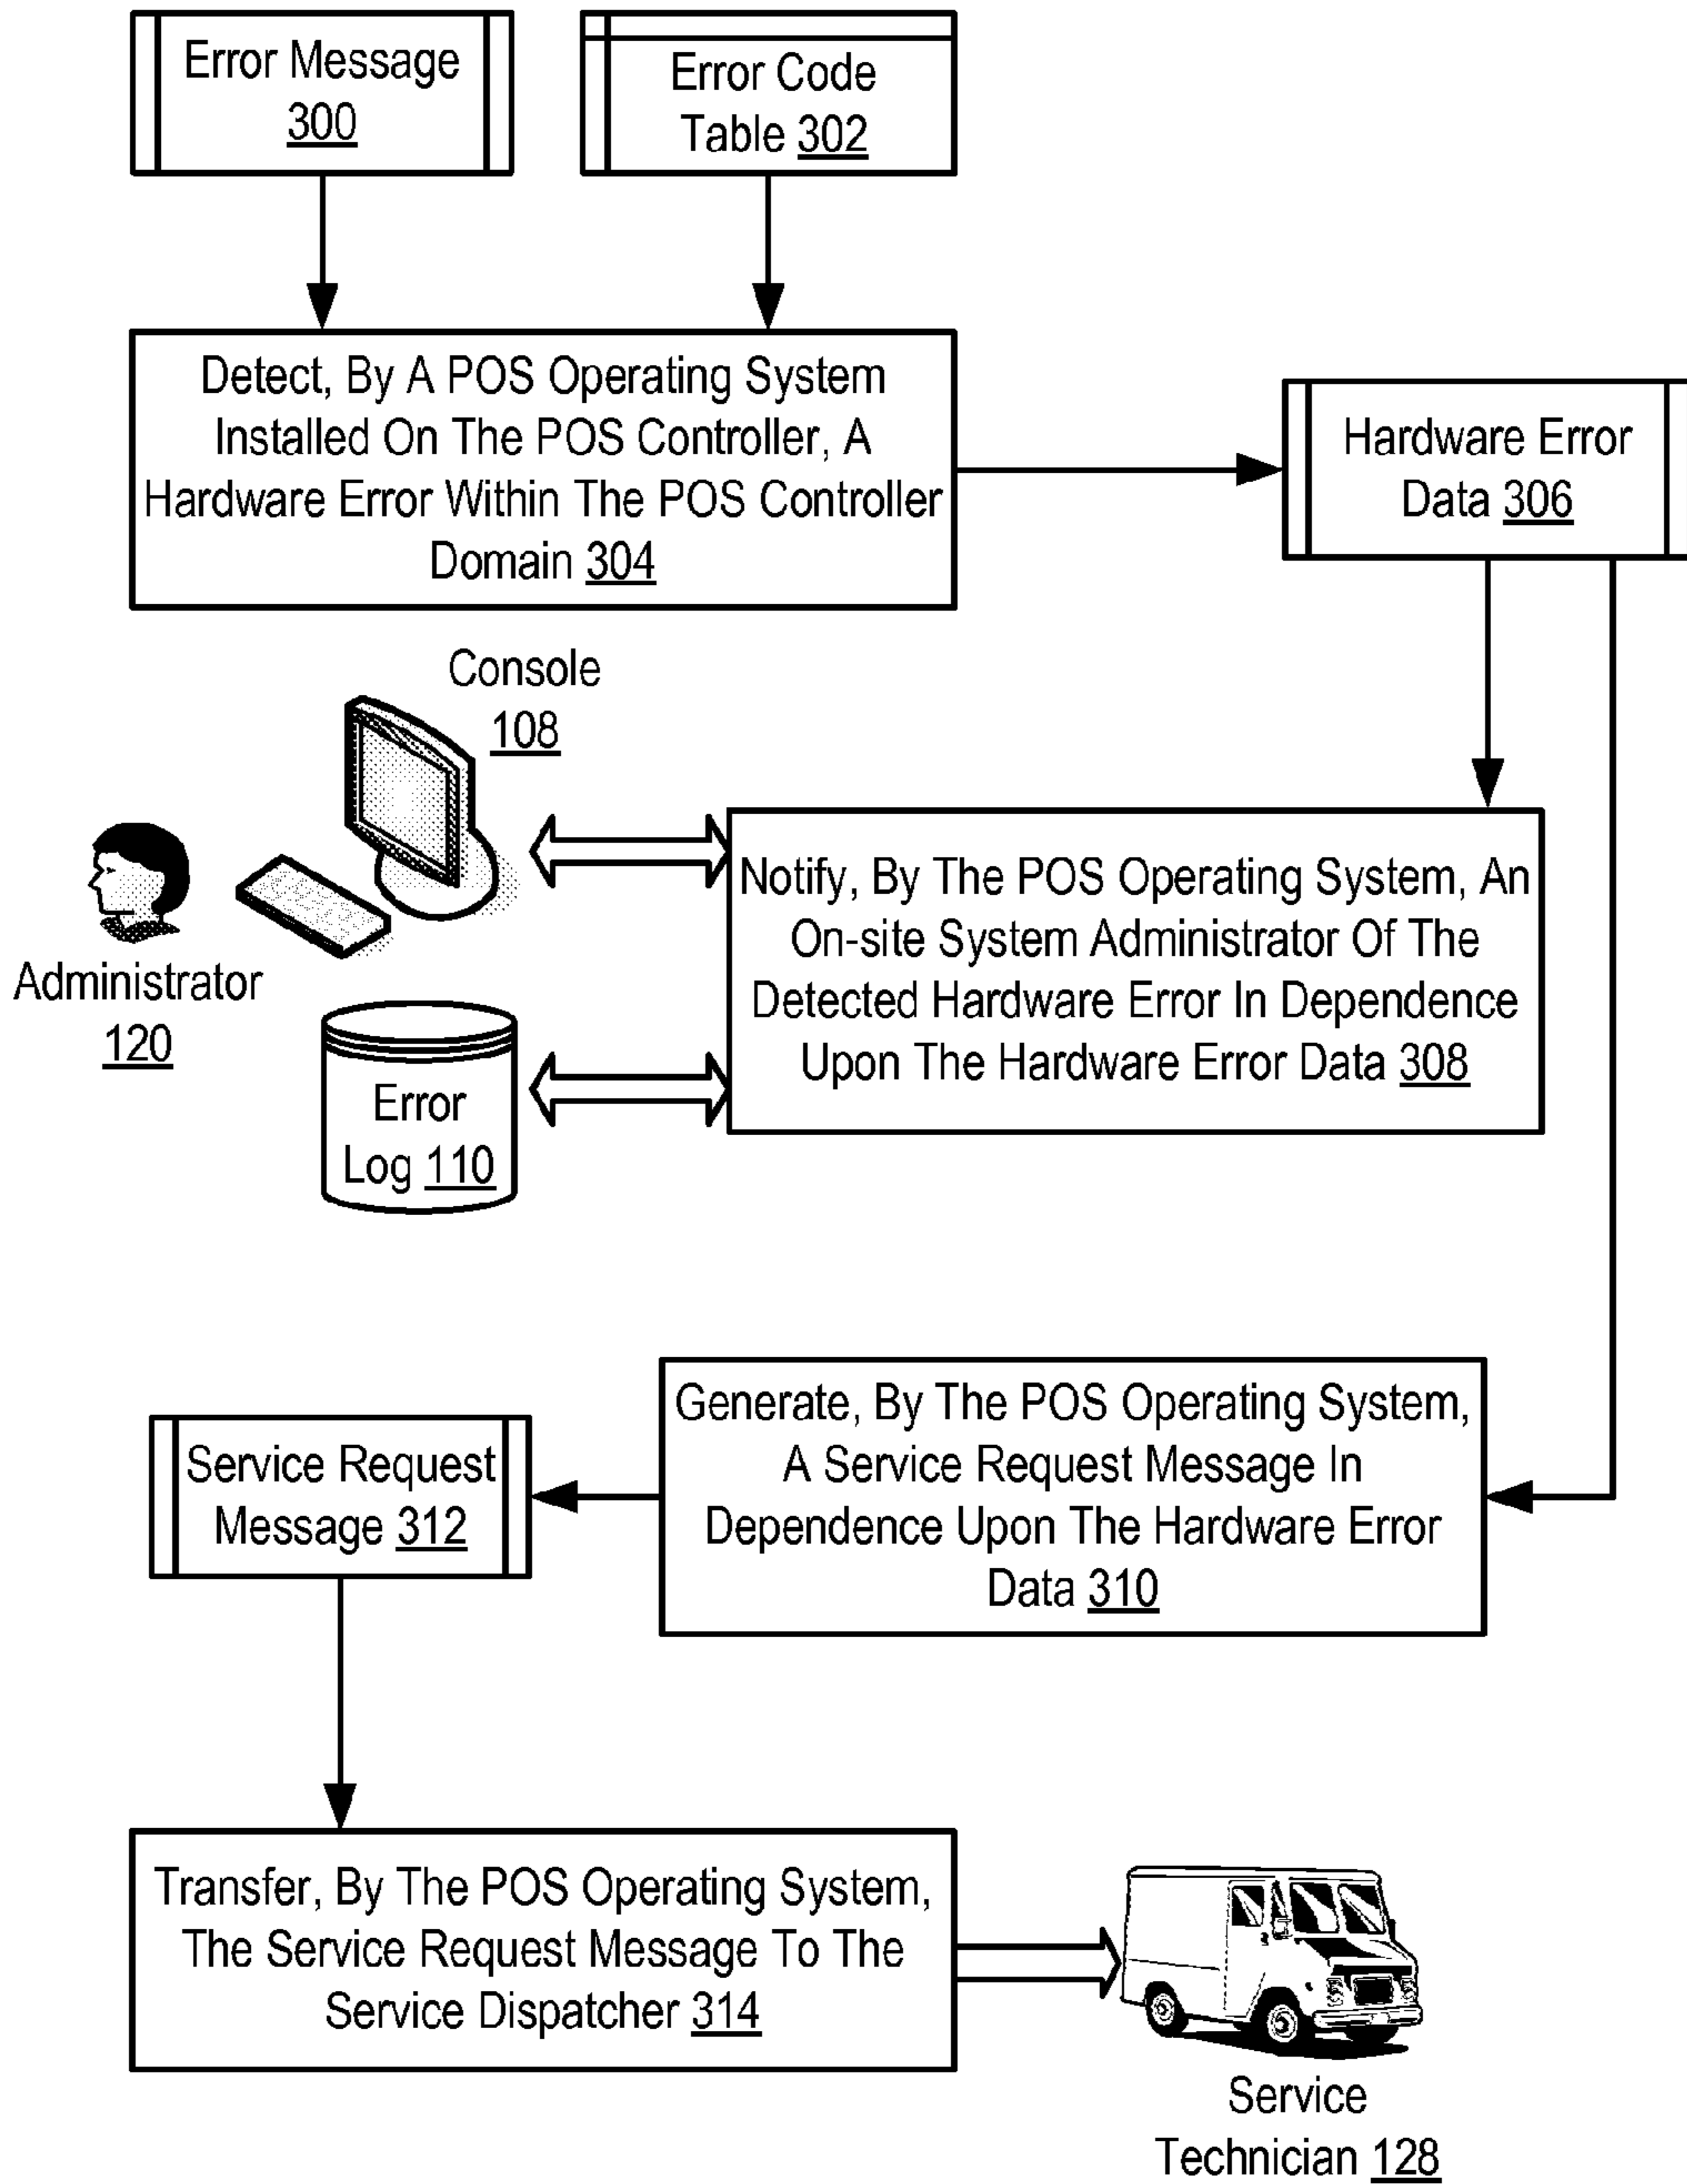 Error Message
300
Error Code
Table 302
Detect, By A POS Operating System
Installed On The POS Controller, A
Hardware Error Within The POS Controller
Domain 304
Hardware Error
Data 306
Console
108
Administrator
120
Notify, By The POS Operating System, An
On-site System Administrator Of The
Detected Hardware Error In Dependence
Upon The Hardware Error Data 308
Error
Log 110
Generate, By The POS Operating System,
A Service Request Message In
Dependence Upon The Hardware Error
Data 310
Service Request
Message 312
Transfer, By The POS Operating System,
The Service Request Message To The
Service Dispatcher 314
Service
Technician 128